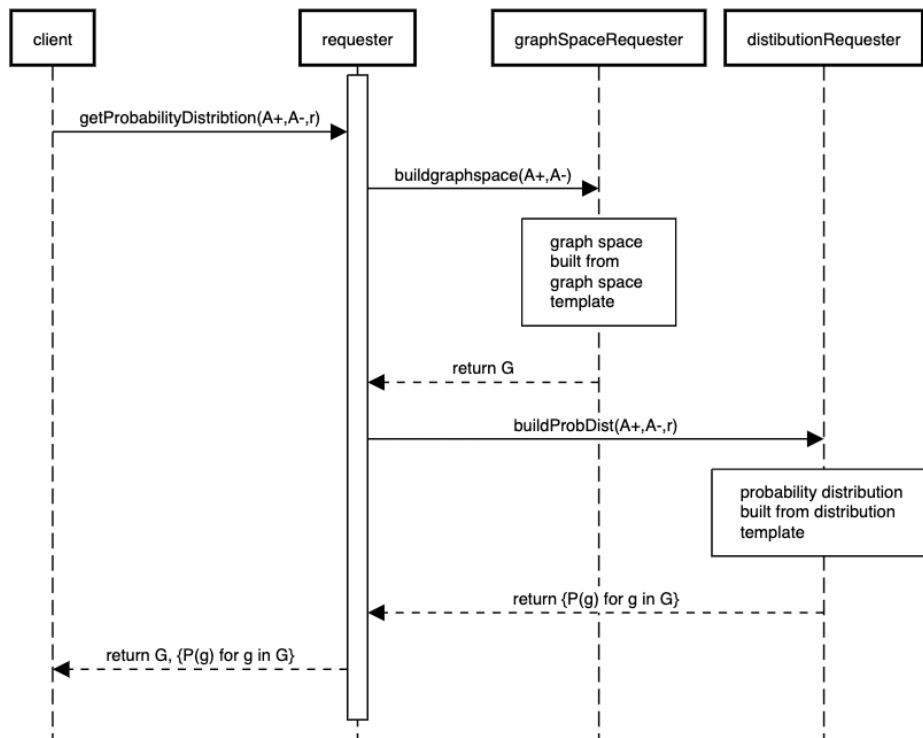 client
requester
graphSpaceRequester
distibutionRequester
getProbabilityDistribtion(A+,A-,r)
buildgraphspace(A+,A-)
graph space
built from
graph space
template
return G
buildProbDist(A+,A-,r)
probability distribution
built from distribution
template
return {P(g) for g in G}
return G, {P(g) for g in G}